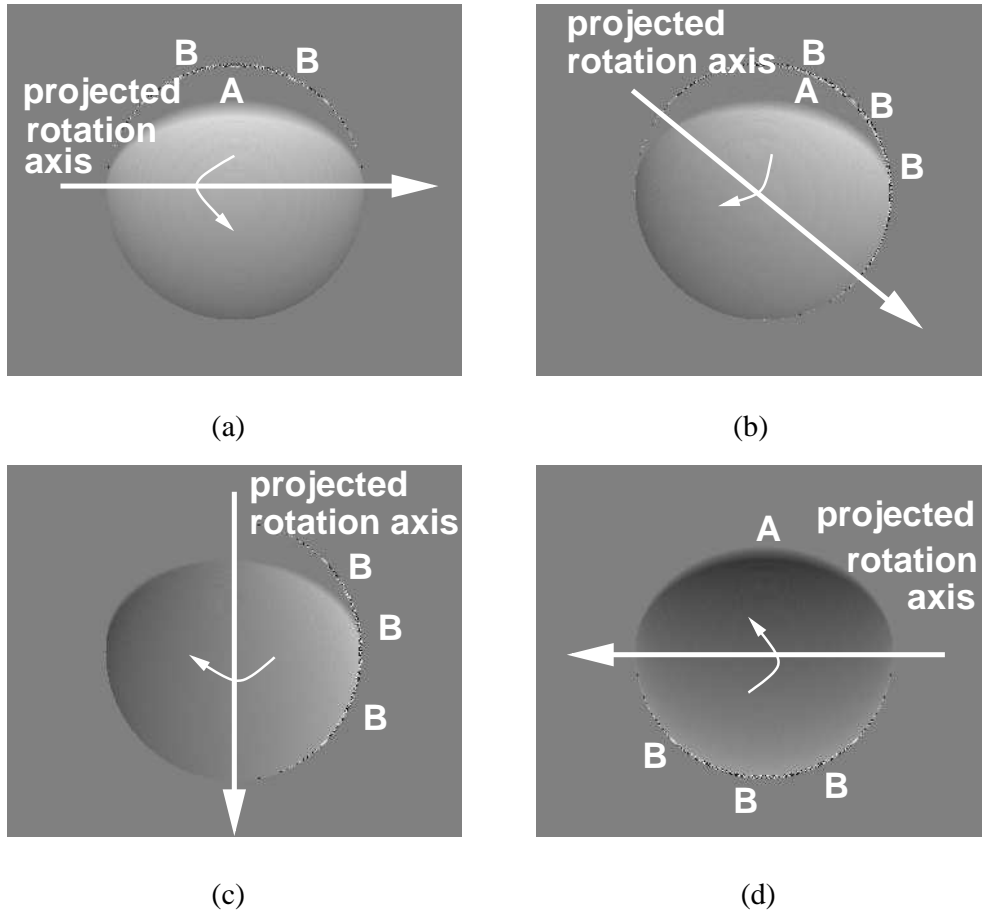 B B
A
projected
rotation
axis
(a)
projected
rotation axis
B
A
B
B
(b)
projected
rotation axis
B
B
B
(c)
A
projected
rotation
axis
B
B
B
(d)